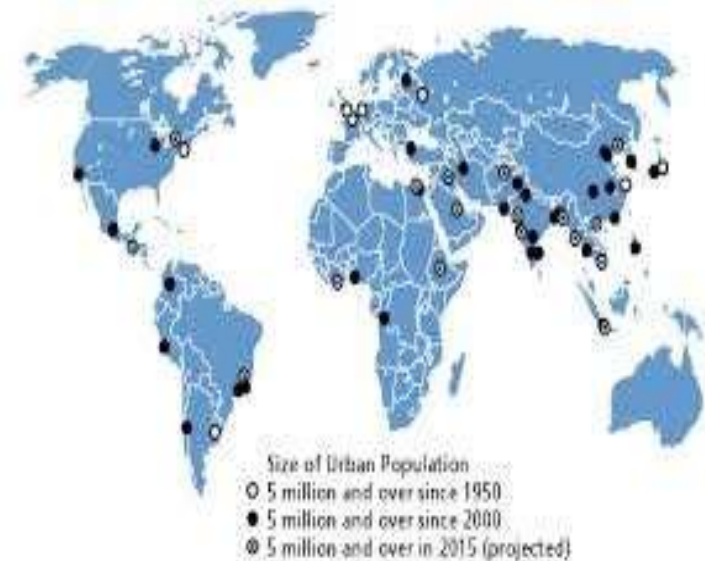 Size of Urban Population
5 million and over since 1950
5 million and over since 2000
5 million and over in 2015 (projected)